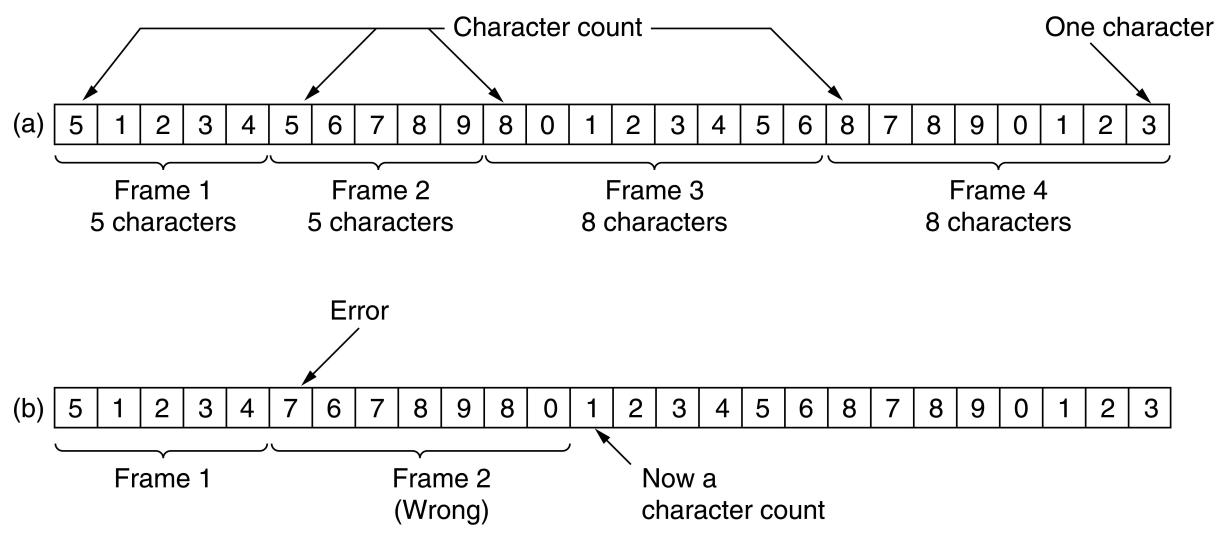 Character count
One character
(a)
5 1 2 3 4 5 6 7 8 9 8 0 1 2 3 4 5 6 8 7 8 9 0 1 2 3
Frame 1
5 characters
Frame 2
5 characters
Frame 3
8 characters
Frame 4
8 characters
Error
(b)
5 1 2 3 4 7 6 7 8 9 8 0 1 2 3 4 5 6 8 7 8 9 0 1 2 3
Frame 1
Frame 2
(Wrong)
Now a
character count